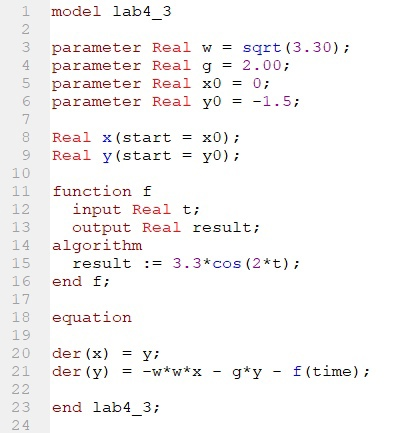 1 model lab4_3
2
3 parameter Real w = sqrt(3.30);
4 parameter Real g = 2.00;
5 parameter Real x0 = 0;
6 parameter Real y0 = -1.5;
7
8 Real x(start = x0);
9 Real y(start = y0);
10
11 function f
12   input Real t;
13   output Real result;
14 algorithm
15   result := 3.3*cos(2*t);
16 end f;
17
18 equation
19
20 der(x) = y;
21 der(y) = -w*w*x - g*y - f(time);
22
23 end lab4_3;
24